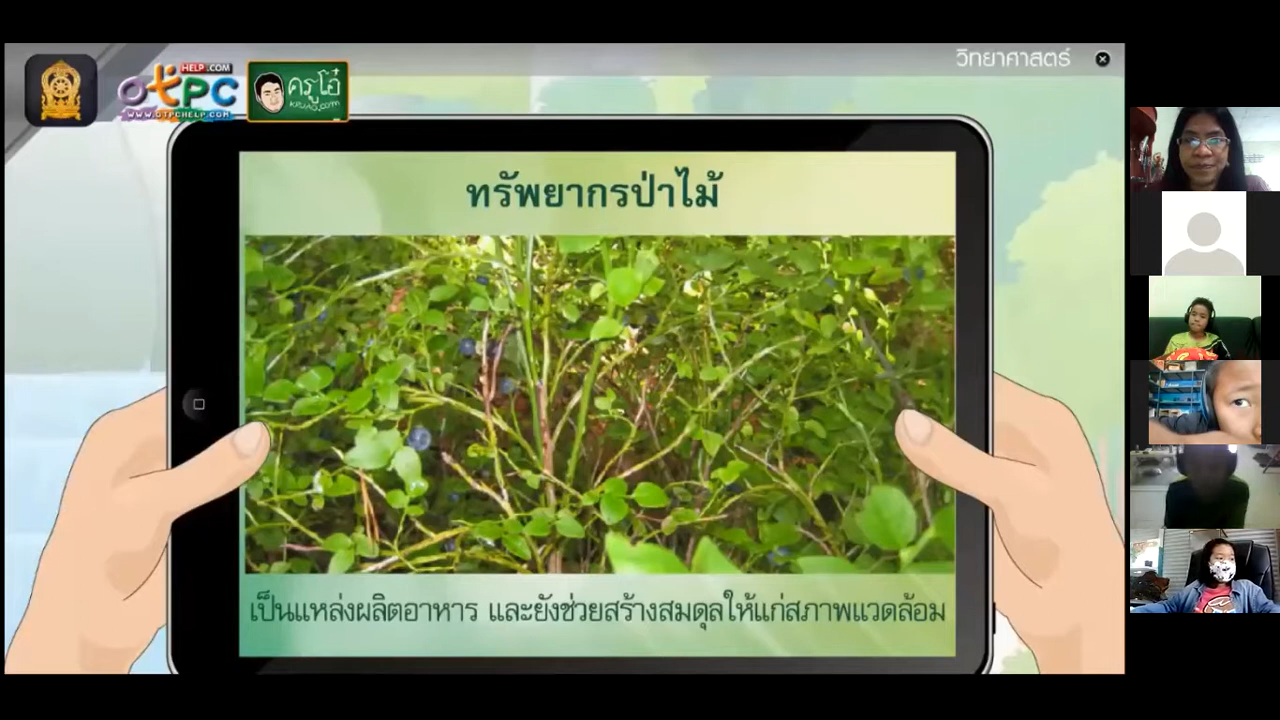 วิทยาศาสตร์
HELP.COM
OTPC
WWW.OTPCHELP.COM
ครูโอ๋
ทรัพยากรป่าไม้
เป็นแหล่งผลิตอาหาร และยังช่วยสร้างสมดุลให้แก่สภาพแวดล้อม